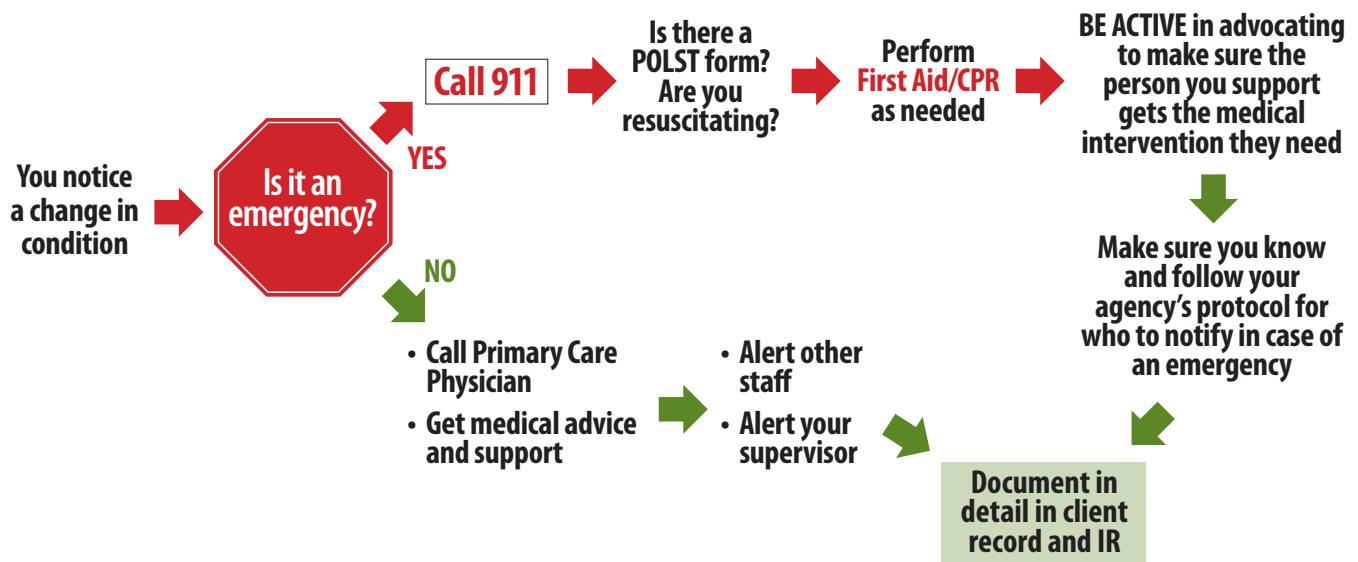 You notice
a change in
condition
Is it an
emergency?
YES
Call 911
Is there a
POLST form?
Are you
resuscitating?
Perform
First Aid/CPR
as needed
BE ACTIVE in advocating
to make sure the
person you support
gets the medical
intervention they need
Make sure you know
and follow your
agency’s protocol for
who to notify in case of
an emergency
NO
• Call Primary Care
Physician
• Get medical advice
and support
• Alert other
staff
• Alert your
supervisor
Document in
detail in client
record and IR